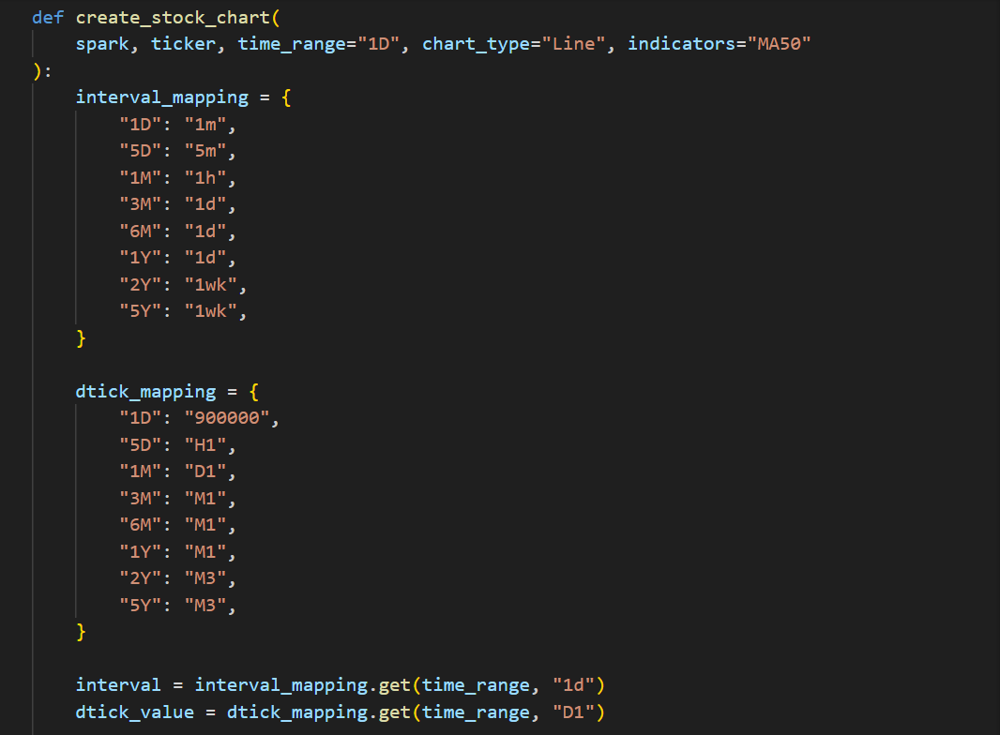 def create_stock_chart(
    spark, ticker, time_range="1D", chart_type="Line", indicators="MA50"
):
    interval_mapping = {
        "1D": "1m",
        "5D": "5m",
        "1M": "1h",
        "3M": "1d",
        "6M": "1d",
        "1Y": "1d",
        "2Y": "1wk",
        "5Y": "1wk",
    }

    dtick_mapping = {
        "1D": "900000",
        "5D": "H1",
        "1M": "D1",
        "3M": "M1",
        "6M": "M1",
        "1Y": "M1",
        "2Y": "M3",
        "5Y": "M3",
    }

    interval = interval_mapping.get(time_range, "1d")
    dtick_value = dtick_mapping.get(time_range, "D1")